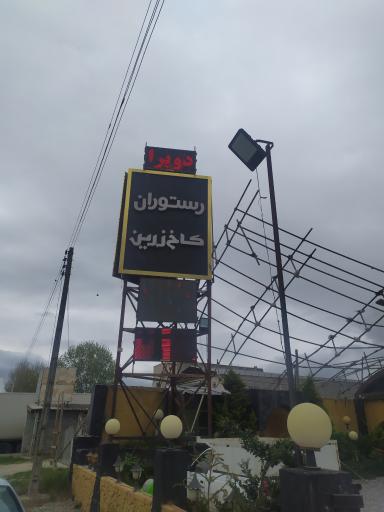 دوبرا
رستوران
کاخ زرین